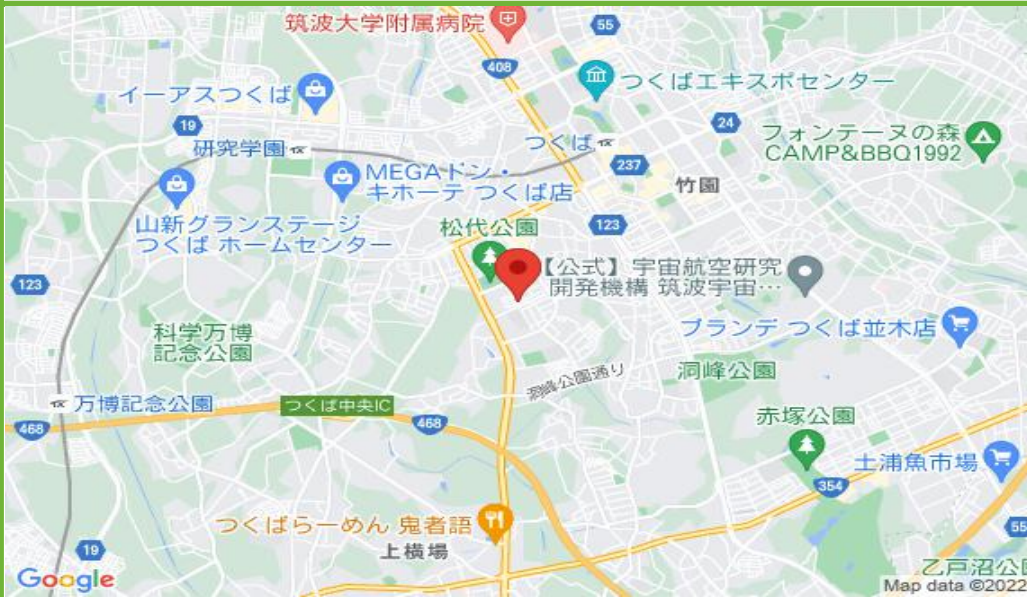 筑波大学附属病院
55
408
つくばエキスポセンター
イーアスつくば
19
24
フォンテーヌの森
CAMP&BBQ1992
研究学園
つくば
237
MEGAドン・
キホーテ つくば店
竹園
山新グランステージ
つくば ホームセンター
松代公園
123
【公式】宇宙航空研究
開発機構 筑波宇宙…
123
ブランデ つくば並木店
科学万博
記念公園
洞峰公園通り
洞峰公園
万博記念公園
つくば中央IC
468
468
赤塚公園
土浦魚市場
354
つくばらーめん 鬼者語
上横場
55
19
乙戸沼公
Google
Map data ©2022